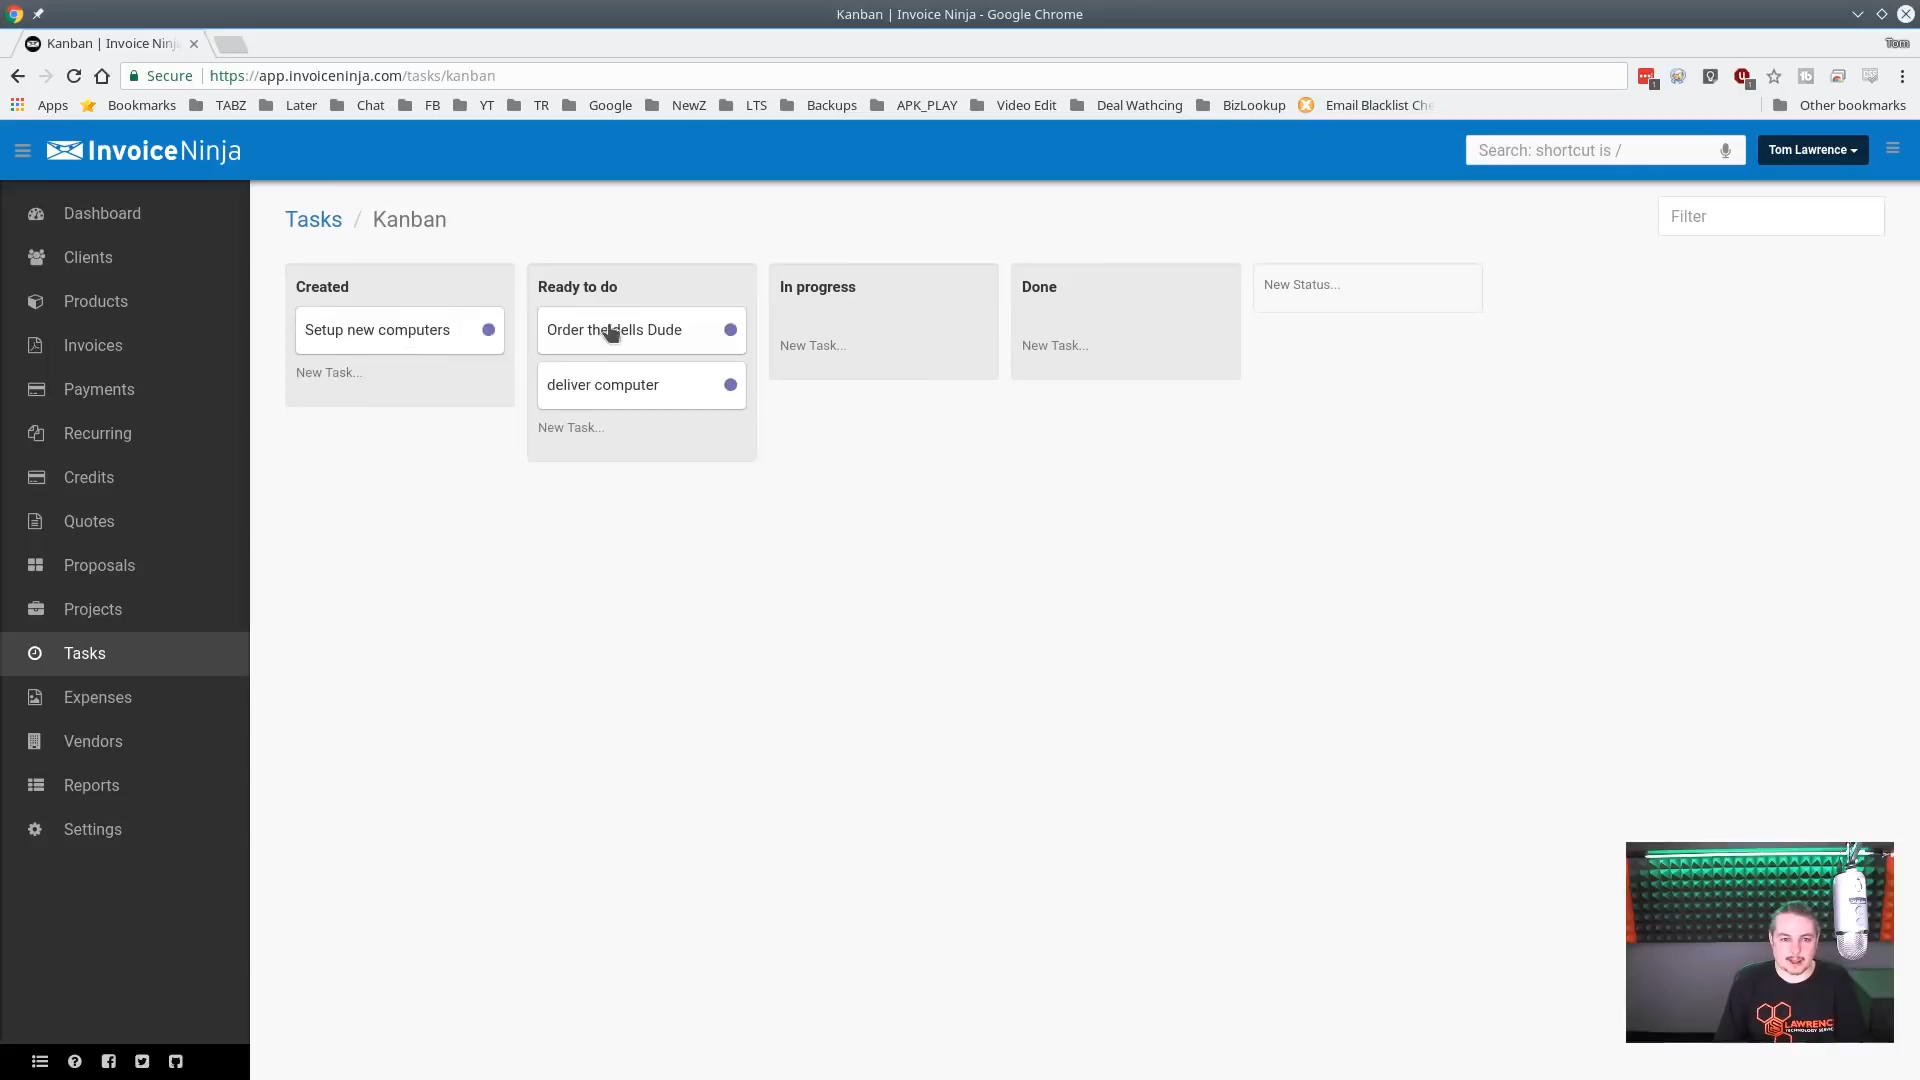 Kanban | Invoice Ninja - Google Chrome
Kanban | Invoice Ninj
Tom
Secure
https://app.invoiceninja.com/tasks/kanban
Apps
Bookmarks
TABZ
Later
Chat
FB
YT
TR
Google
NewZ
LTS
Backups
APK_PLAY
Video Edit
Deal Wathcing
BizLookup
Email Blacklist Che
Other bookmarks
InvoiceNinja
Search: shortcut is /
Tom Lawrence
Dashboard
Clients
Products
Invoices
Payments
Recurring
Credits
Quotes
Proposals
Projects
Tasks
Expenses
Vendors
Reports
Settings
Tasks / Kanban
Filter
Created
Setup new computers
New Task...
Ready to do
Order the dells Dude
deliver computer
New Task...
In progress
New Task...
Done
New Task...
New Status...
LAWRENC